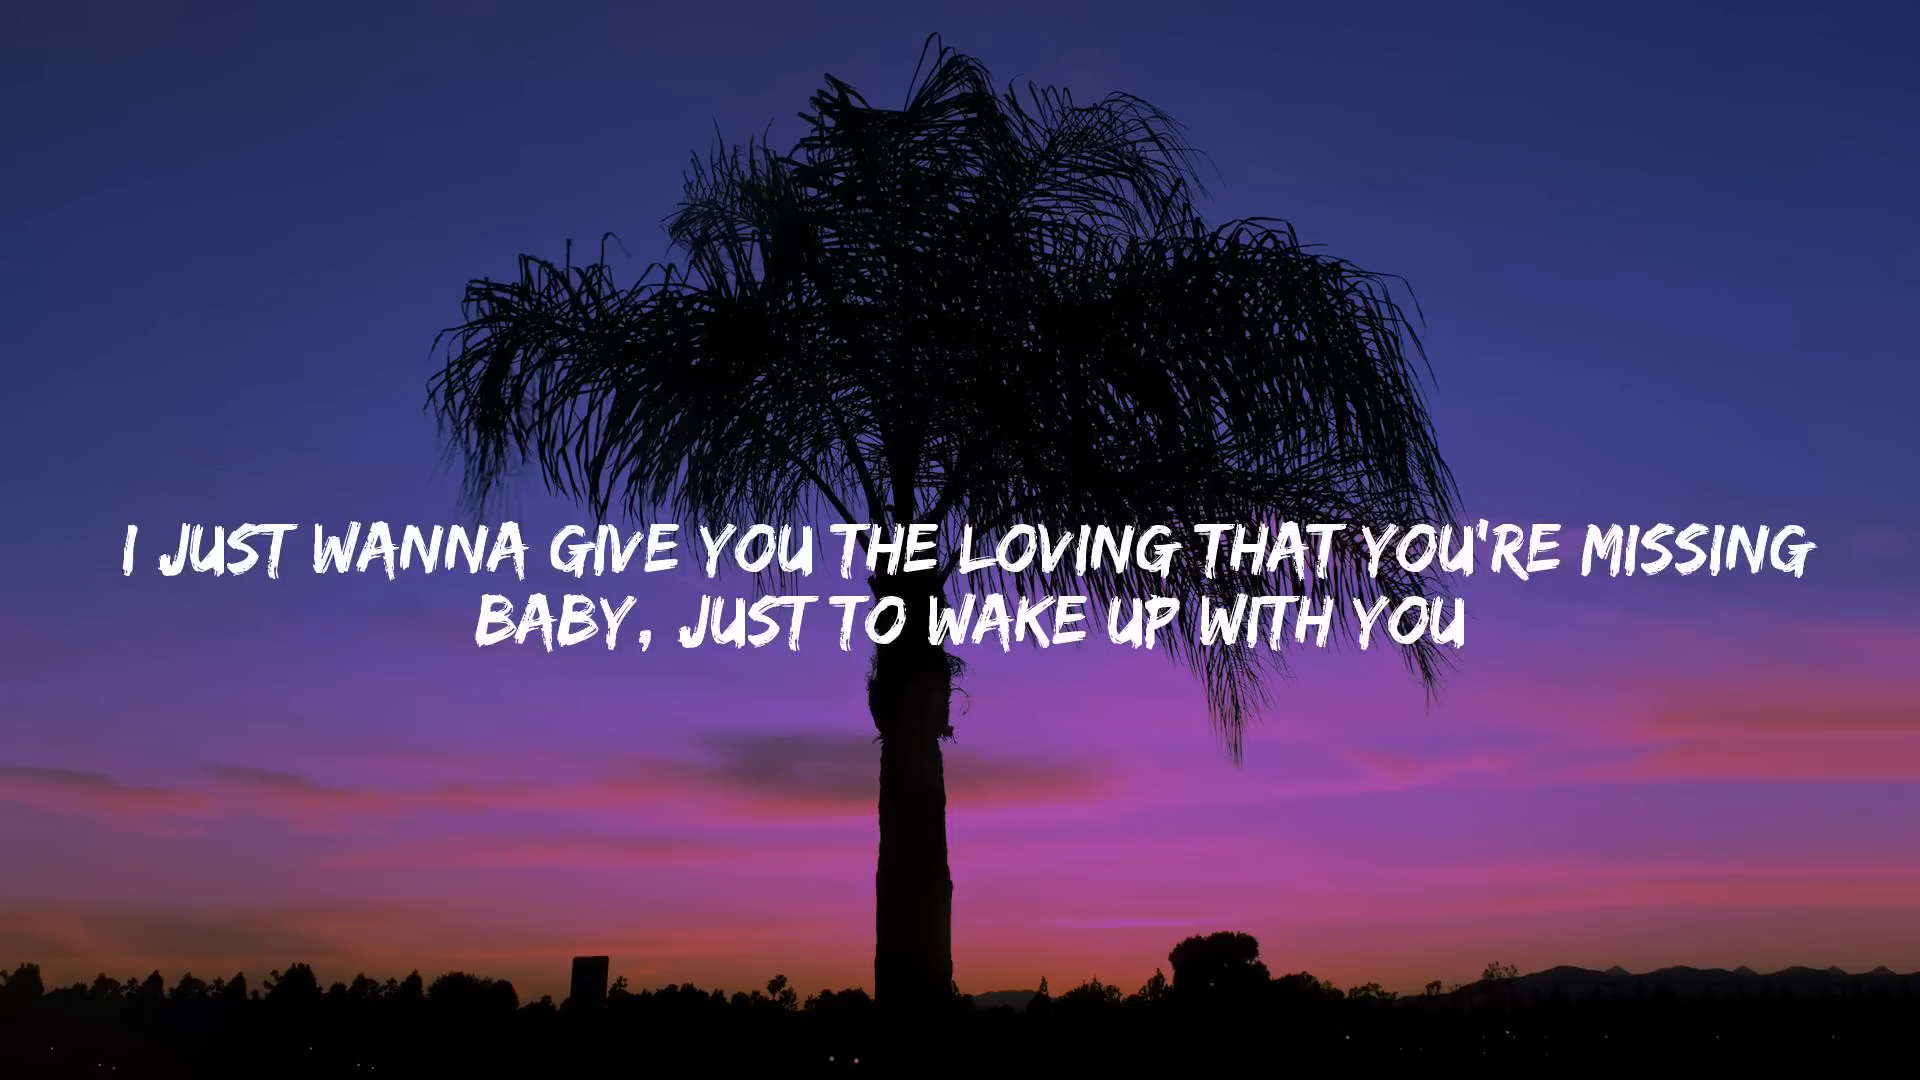 I JUST WANNA GIVE YOU THE LOVING THAT YOU'RE MISSING
BABY, JUST TO WAKE UP WITH YOU